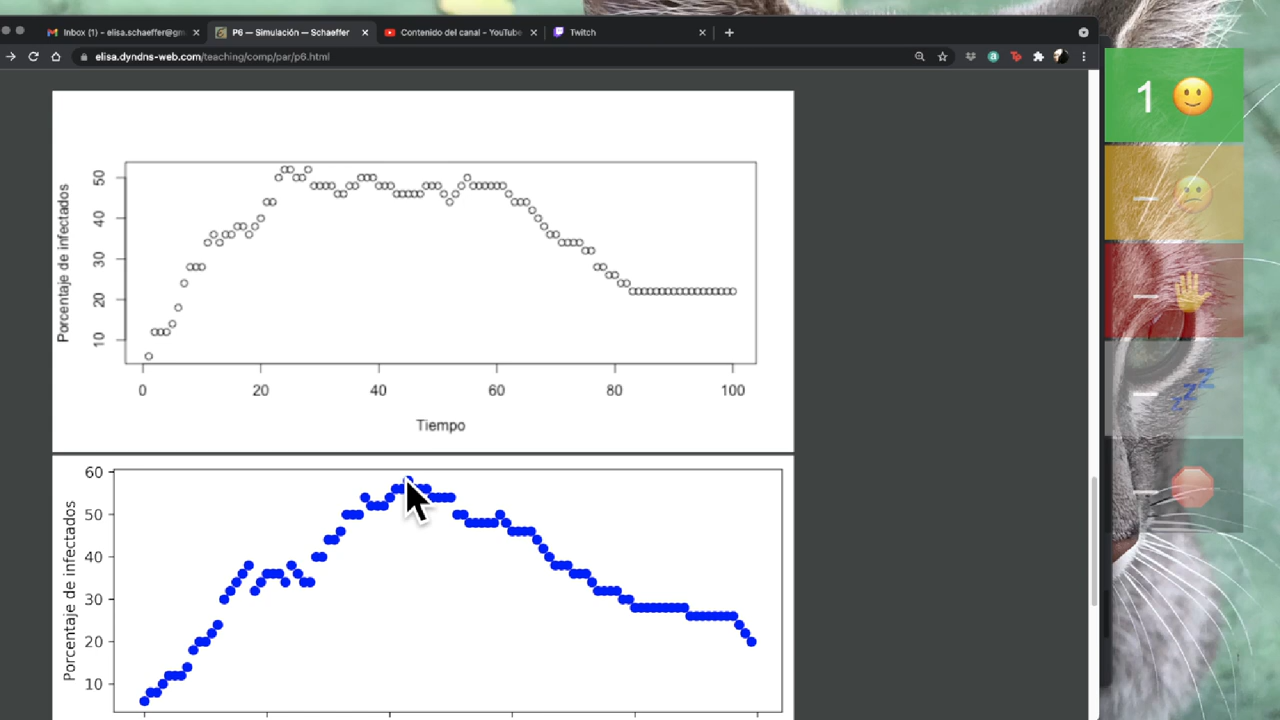 Inbox (1) - elisa.schaeffer@gm
P6 — Simulación — Schaeffer
Contenido del canal - YouTube
Twitch
elisa.dyndns-web.com/teaching/comp/par/p6.html
1
Porcentaje de infectados
50
40
30
20
10
0 20 40 60 80 100
Tiempo
Porcentaje de infectados
60
50
40
30
20
10